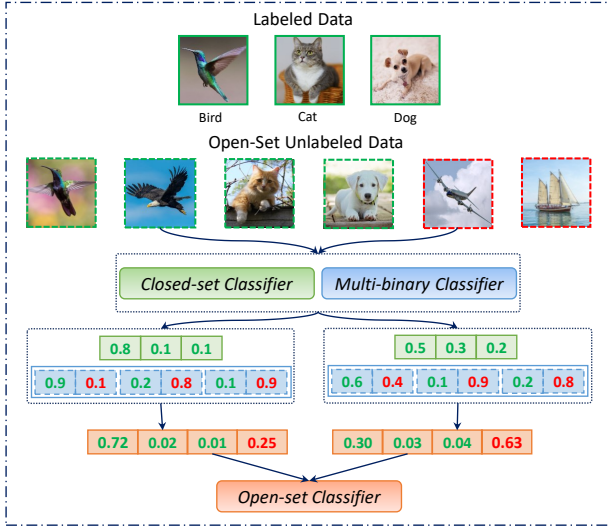 Labeled Data
Bird Cat Dog
Open-Set Unlabeled Data
Closed-set Classifier Multi-binary Classifier
0.8 0.1 0.1 0.5 0.3 0.2
0.9 0.1 0.2 0.8 0.1 0.9 0.6 0.4 0.1 0.9 0.2 0.8
0.72 0.02 0.01 0.25 0.30 0.03 0.04 0.63
Open-set Classifier